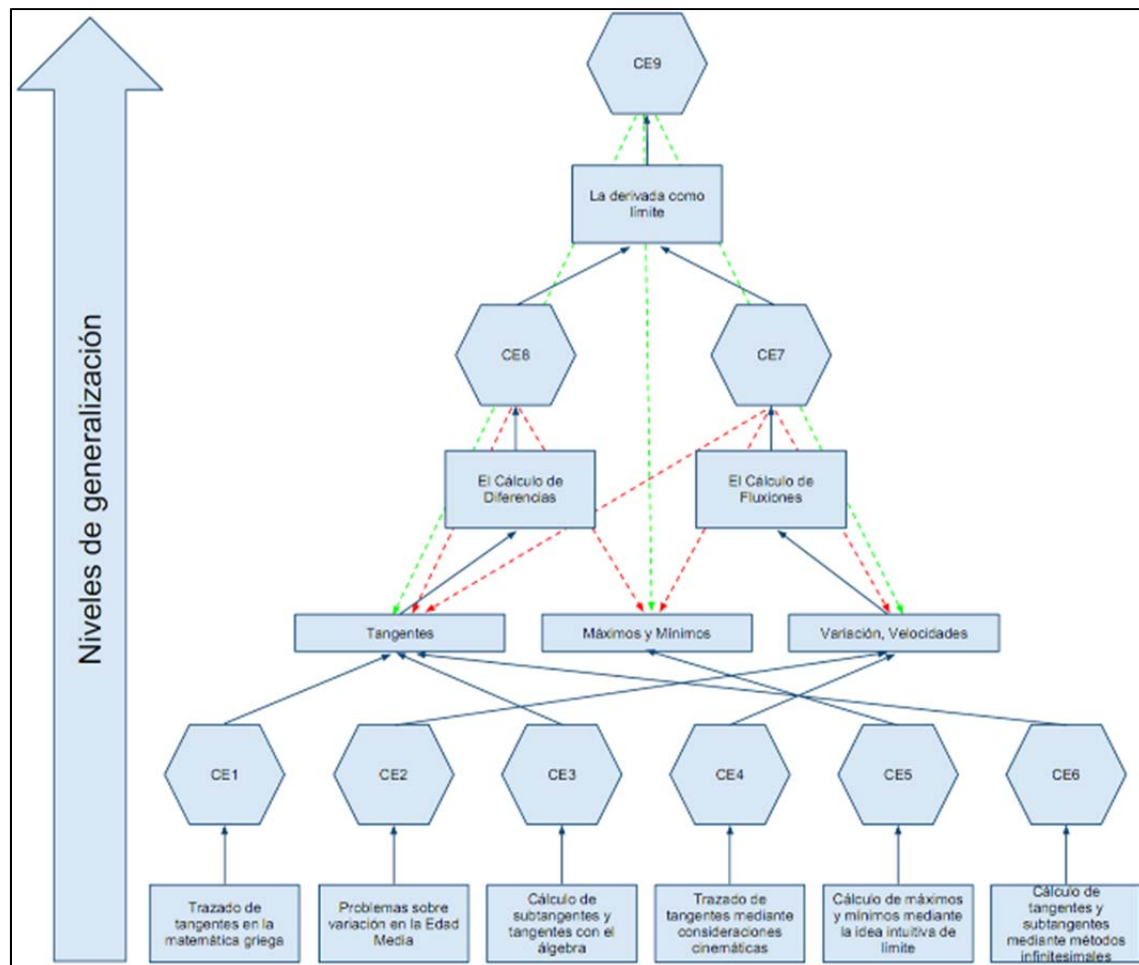 CE9
La derivada como
límite
CE8
CE7
El Cálculo de
Diferencias
El Cálculo de
Fluxiones
Niveles de generalización
Tangentes
Máximos y Mínimos
Variación, Velocidades
CE1
CE2
CE3
CE4
CE5
CE6
Trazado de
tangentes en la
matemática griega
Problemas sobre
variación en la Edad
Media
Cálculo de
subtangentes y
tangentes con el
álgebra
Trazado de
tangentes mediante
consideraciones
cinemáticas
Cálculo de máximos
y mínimos mediante
la idea intuitiva de
límite
Cálculo de
tangentes y
subtangentes
mediante métodos
infinitesimales